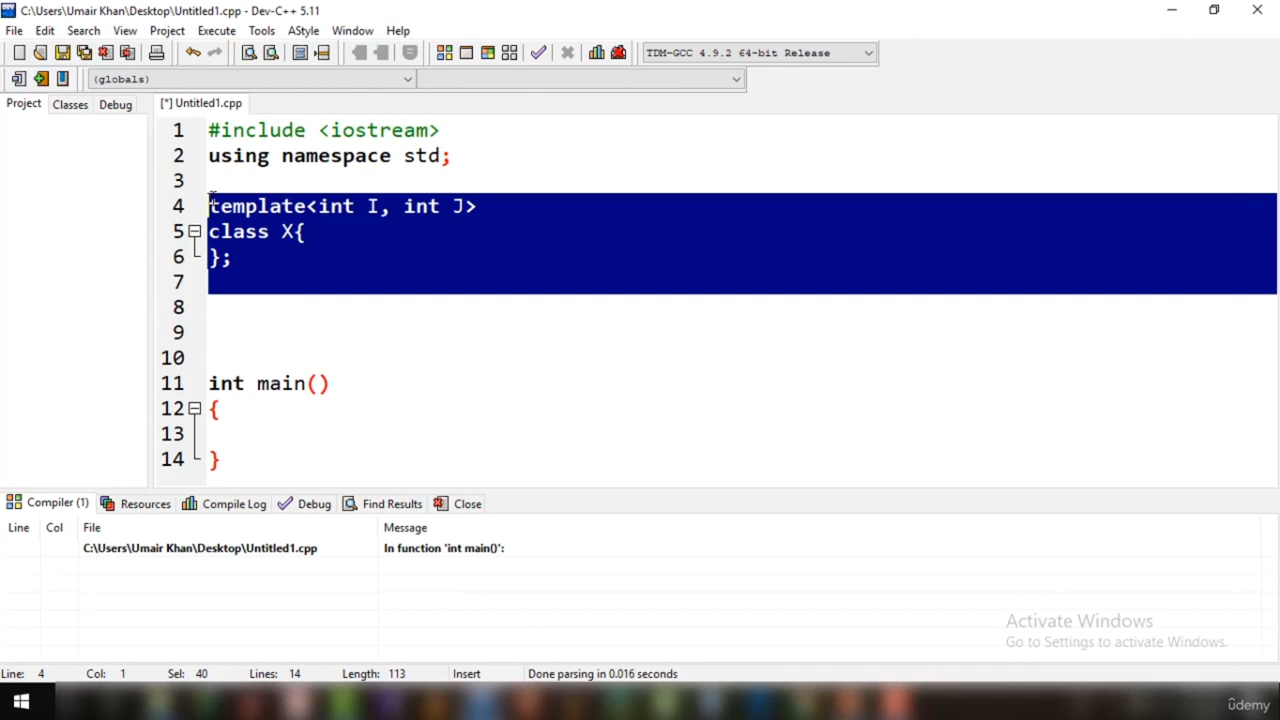 C:\Users\Umair Khan\Desktop\Untitled1.cpp - Dev-C++ 5.11
File Edit Search View Project Execute Tools AStyle Window Help
TDM-GCC 4.9.2 64-bit Release
(globals)
Project Classes Debug [*] Untitled1.cpp
1 #include <iostream>
2 using namespace std;
3
4 template<int I, int J>
5 class X{
6 };
7
8
9
10
11 int main()
12 {
13
14 }
Compiler (1) Resources Compile Log Debug Find Results Close
Line Col File Message
C:\Users\Umair Khan\Desktop\Untitled1.cpp In function 'int main()':
Activate Windows
Go to Settings to activate Windows.
Line: 4 Col: 1 Sel: 40 Lines: 14 Length: 113 Insert Done parsing in 0.016 seconds
ûdemy